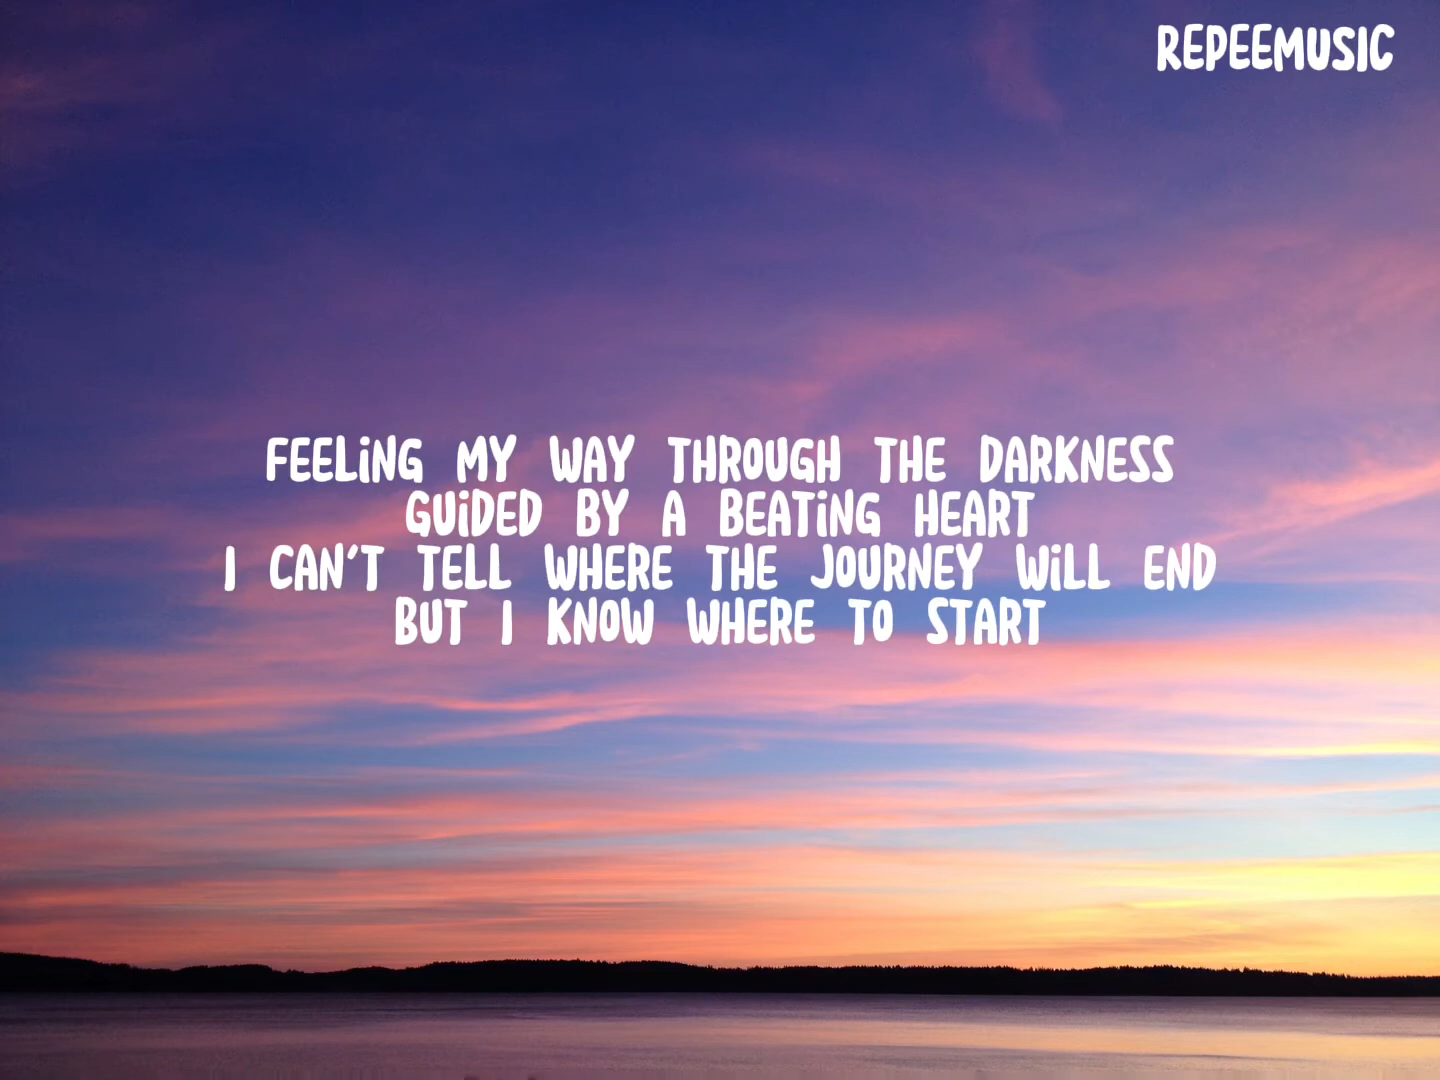 REPEEMUSIC
FEELING MY WAY THROUGH THE DARKNESS
GUIDED BY A BEATING HEART
I CAN'T TELL WHERE THE JOURNEY WILL END
BUT I KNOW WHERE TO START